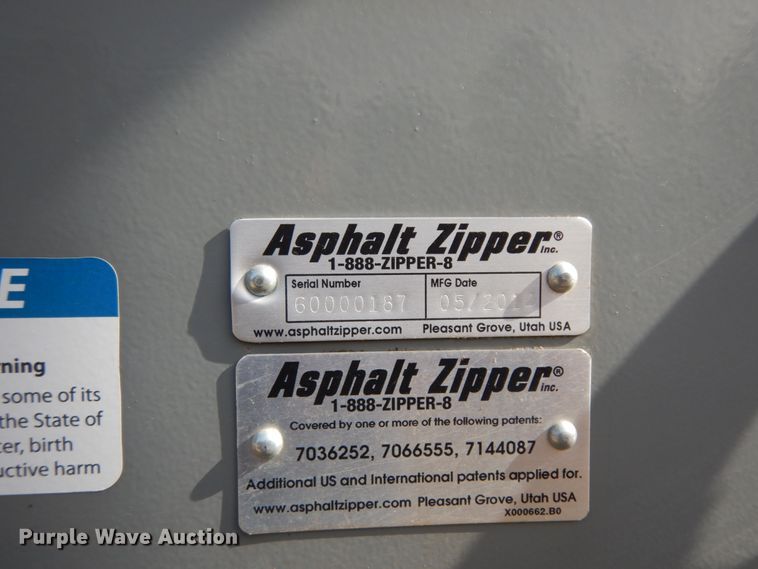 E
rning
some of its
the State of
er, birth
uctive harm
Asphalt Zipper® Inc.
1-888-ZIPPER-8
Serial Number MFG Date
60000187
www.asphaltzipper.com Pleasant Grove, Utah USA
Asphalt Zipper® Inc.
1-888-ZIPPER-8
Covered by one or more of the following patents:
7036252, 7066555, 7144087
Additional US and International patents applied for.
www.asphaltzipper.com Pleasant Grove, Utah USA
X000662.B0
Purple Wave Auction